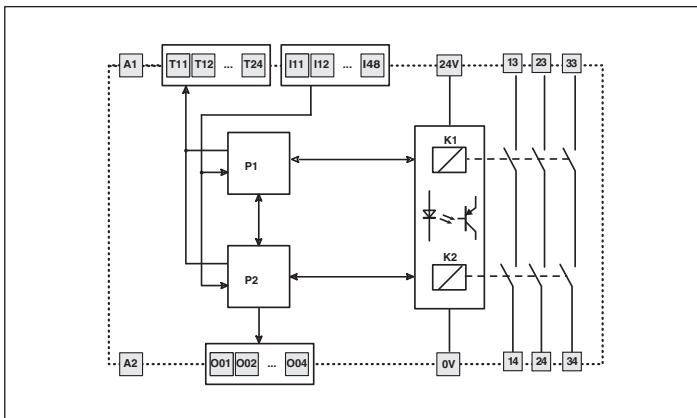 A1 T11 T12 ... T24 I11 I12 ... I48 24V 13 23 33
K1
P1
P2
K2
A2 O01 O02 ... O04 0V 14 24 34